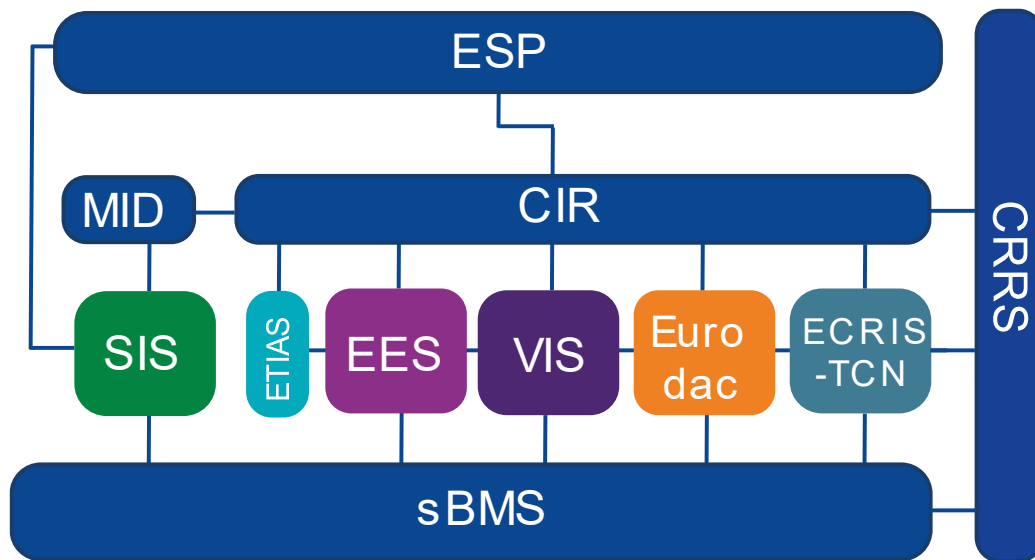 ESP
MID
CIR
CRRS
SIS
ETIAS
EES
VIS
Euro
dac
ECRIS
-TCN
sBMS